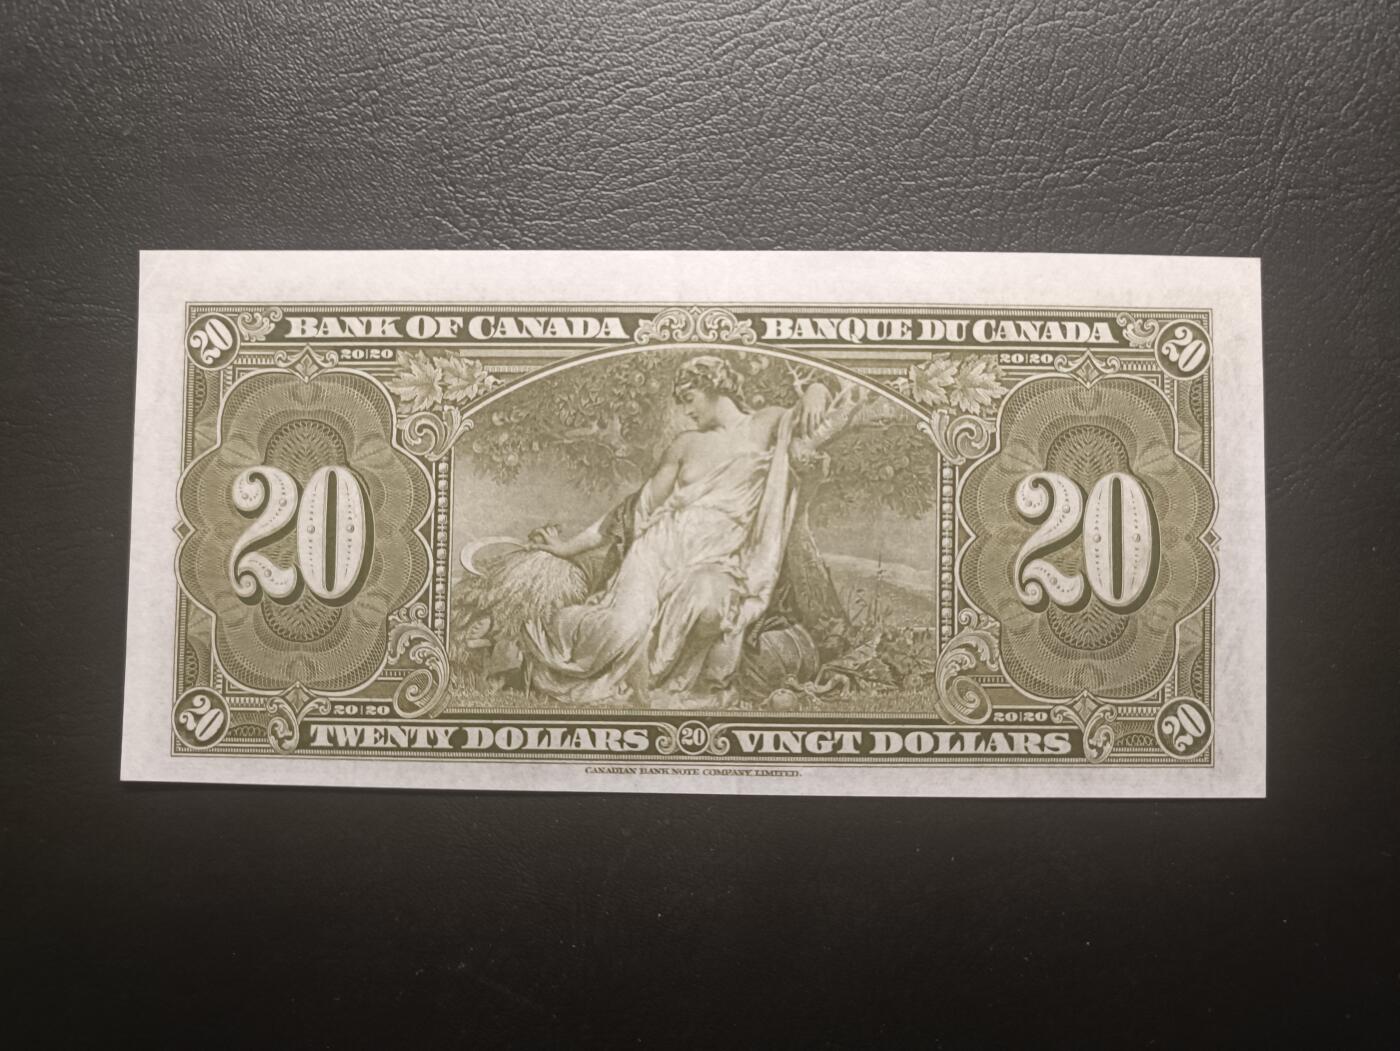 20 BANK OF CANADA BANQUE DU CANADA 20
20|20 20|20
20 20
20|20 20|20
20 TWENTY DOLLARS 20 VINGT DOLLARS 20
CANADIAN BANK NOTE COMPANY, LIMITED.